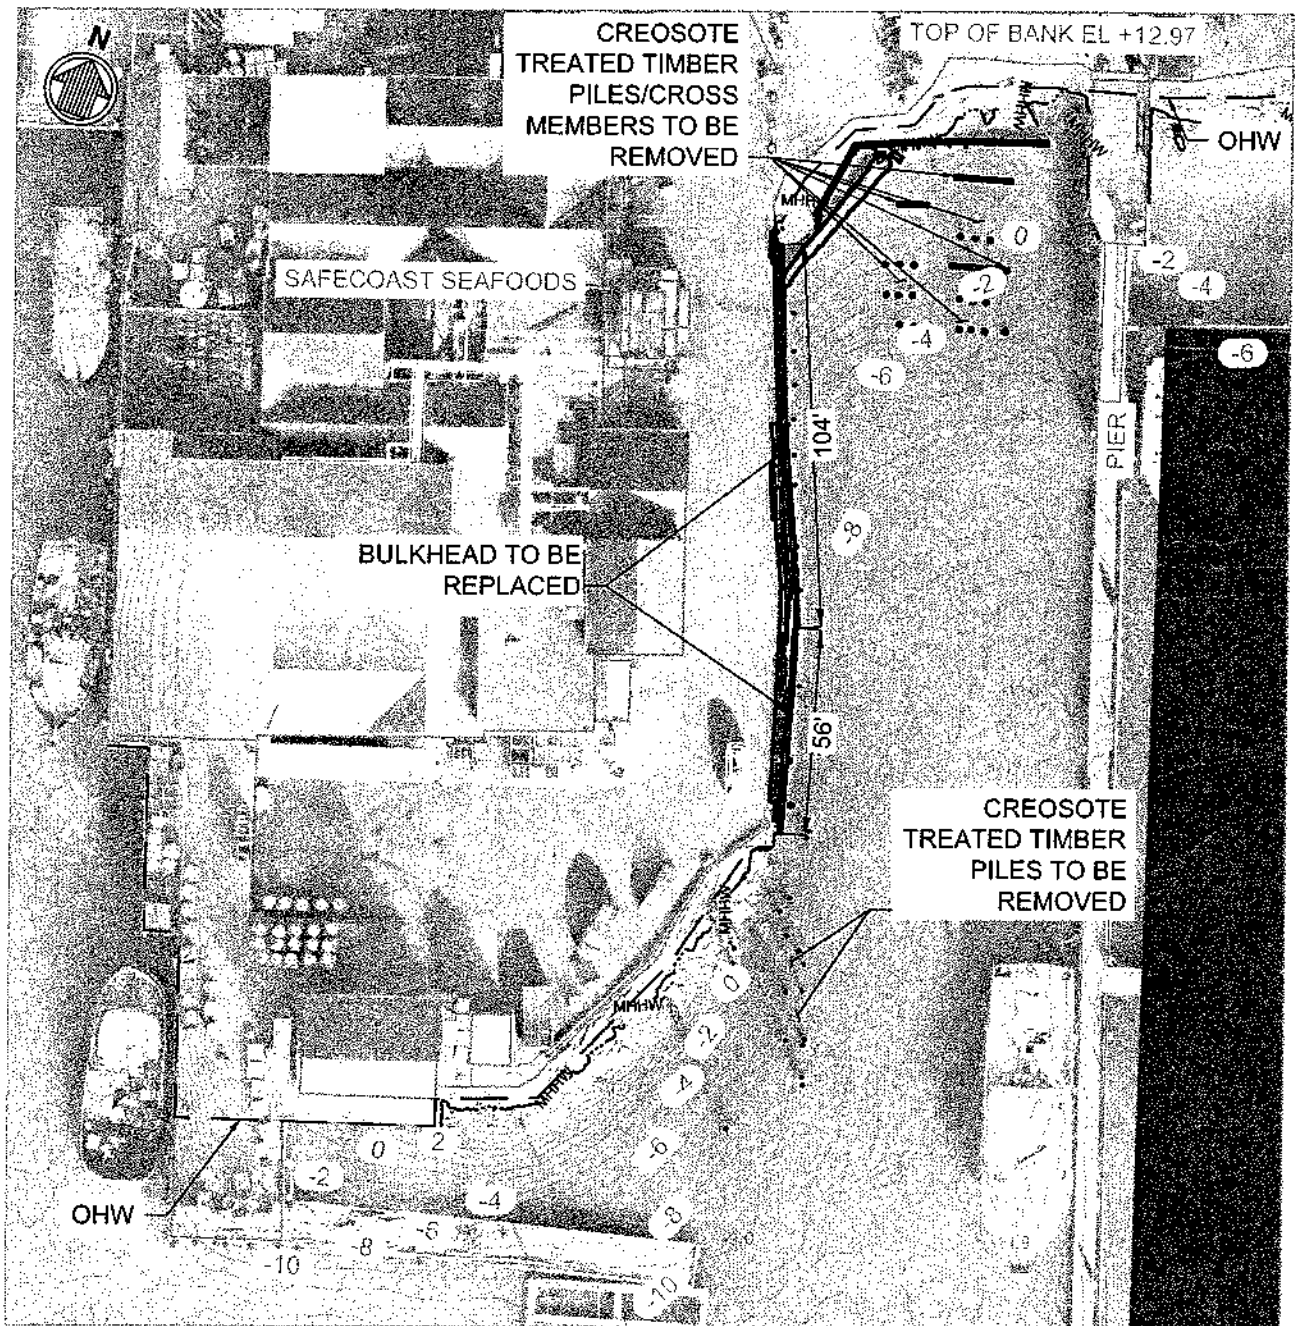 N
CREOSOTE
TREATED TIMBER
PILES/CROSS
MEMBERS TO BE
REMOVED
TOP OF BANK EL +12.97
OHW
MHHW
0
-2
-4
-2
-4
-6
-6
SAFECOAST SEAFOODS
104'
PIER
-8
BULKHEAD TO BE
REPLACED
56'
CREOSOTE
TREATED TIMBER
PILES TO BE
REMOVED
MHHW
0
MHHW
-2
-4
MHHW
-6
2
0
-2
-4
OHW
-8
-6
-8
-10
-10